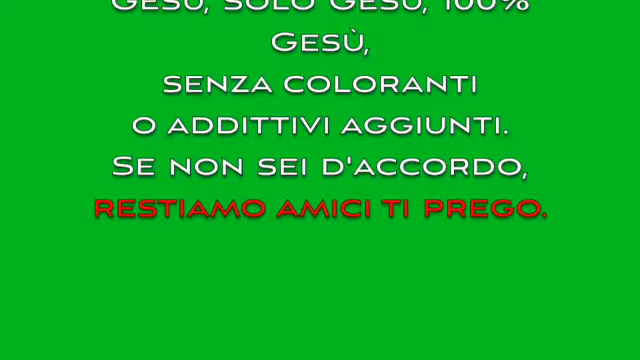 Gesù, solo Gesù, 100%
Gesù,
senza coloranti
o addittivi aggiunti.
Se non sei d'accordo,
restiamo amici ti prego.